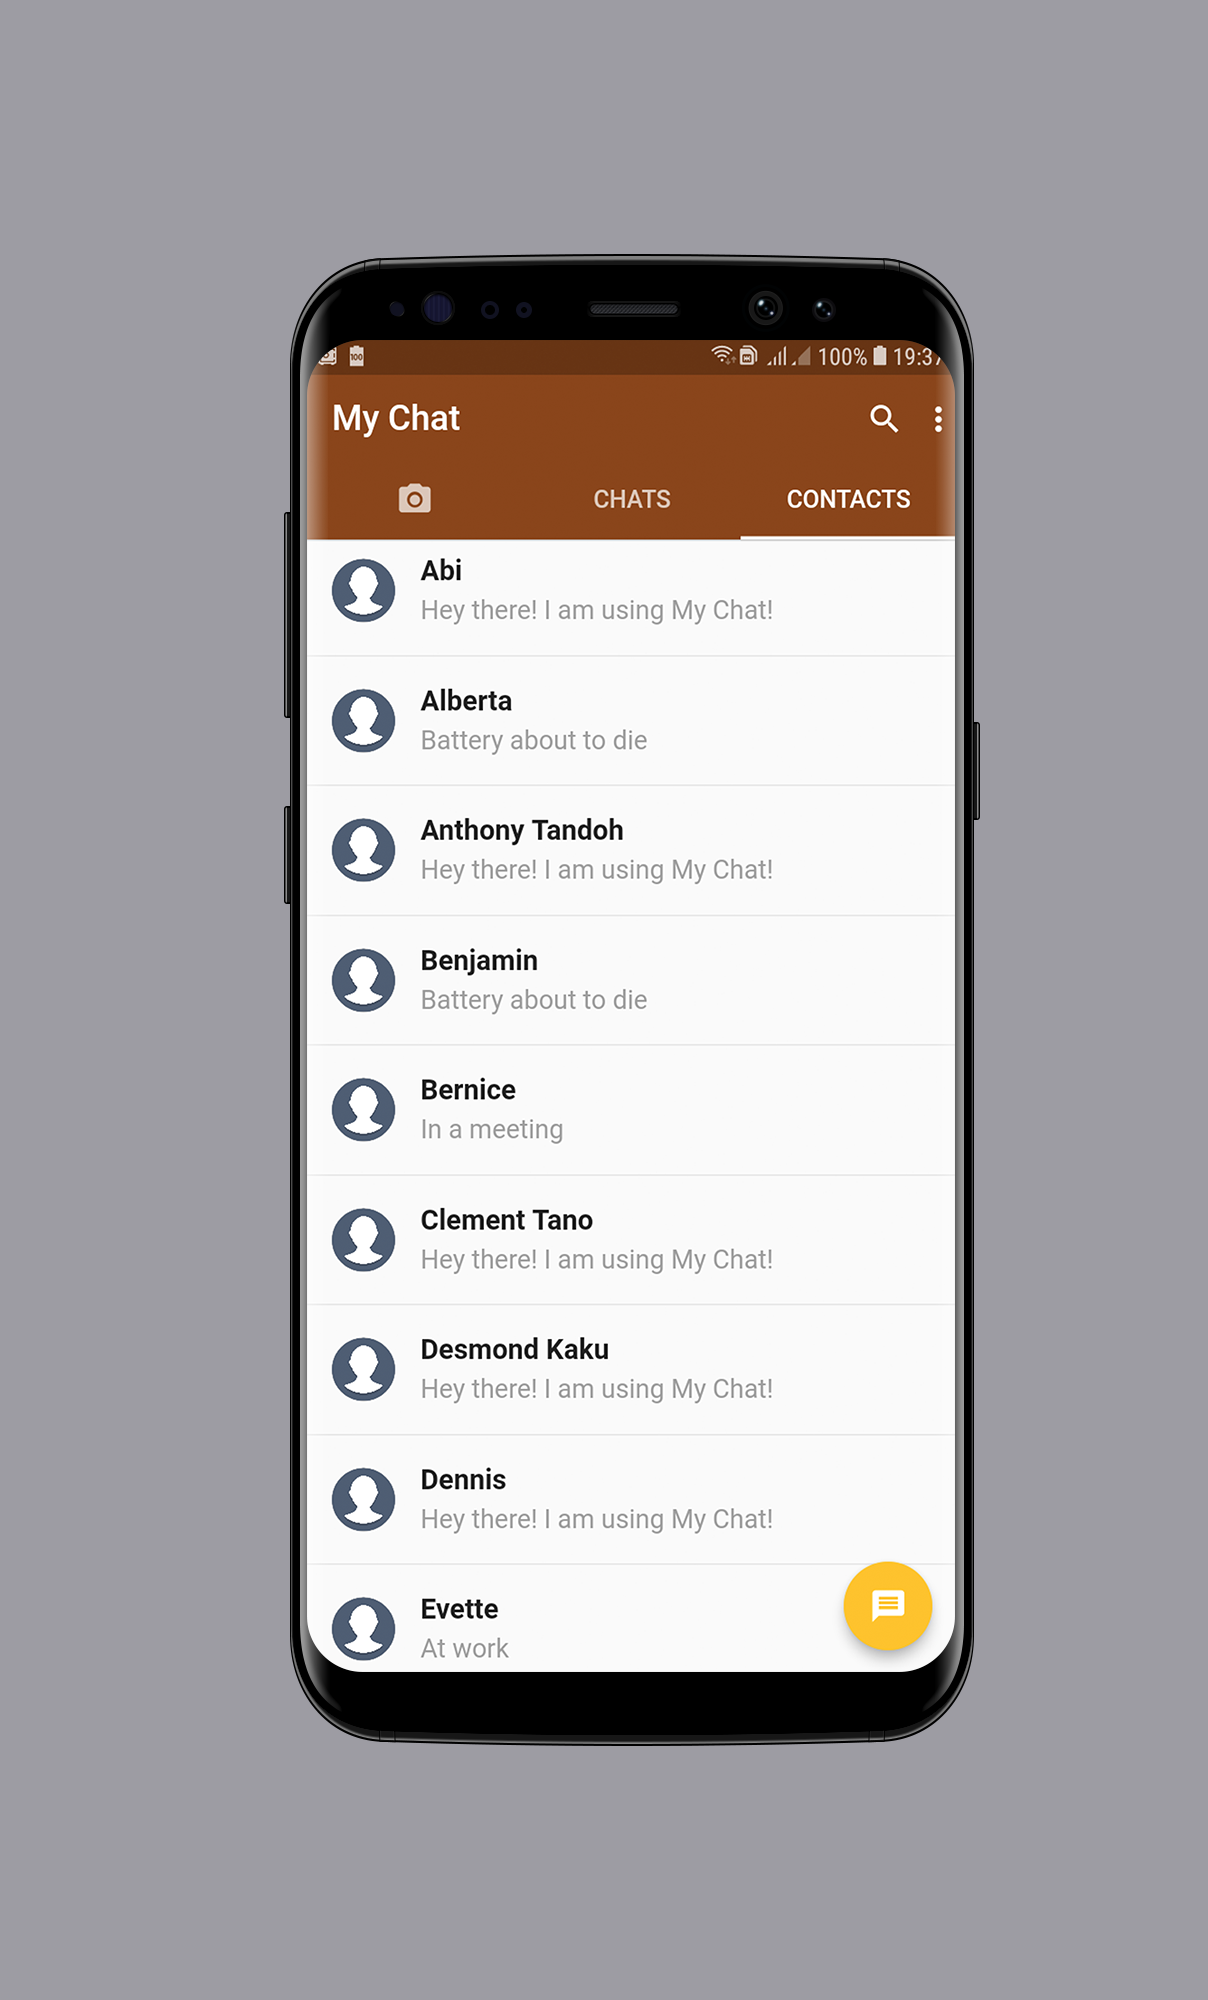 100
100% 19:37
My Chat
CHATS CONTACTS
Abi
Hey there! I am using My Chat!
Alberta
Battery about to die
Anthony Tandoh
Hey there! I am using My Chat!
Benjamin
Battery about to die
Bernice
In a meeting
Clement Tano
Hey there! I am using My Chat!
Desmond Kaku
Hey there! I am using My Chat!
Dennis
Hey there! I am using My Chat!
Evette
At work